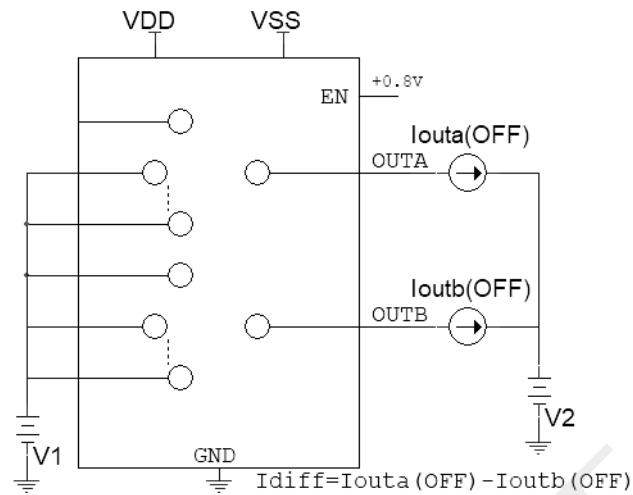 VDD
VSS
EN
+0.8V
Iouta(OFF)
OUTA
Ioutb(OFF)
OUTB
V1
V2
GND
Idiff=Iouta(OFF)-Ioutb(OFF)